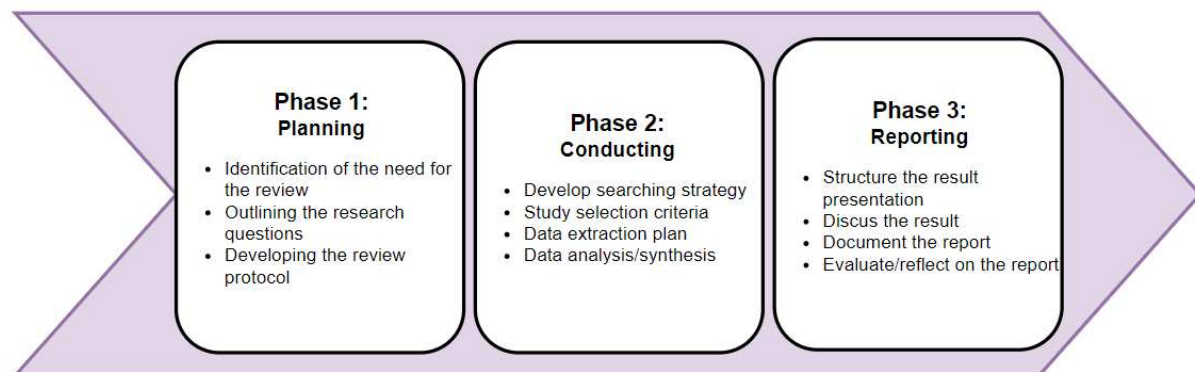 Phase 1:
Planning
• Identification of the need for
the review
• Outlining the research
questions
• Developing the review
protocol
Phase 2:
Conducting
• Develop searching strategy
• Study selection criteria
• Data extraction plan
• Data analysis/synthesis
Phase 3:
Reporting
• Structure the result
presentation
• Discus the result
• Document the report
• Evaluate/reflect on the report